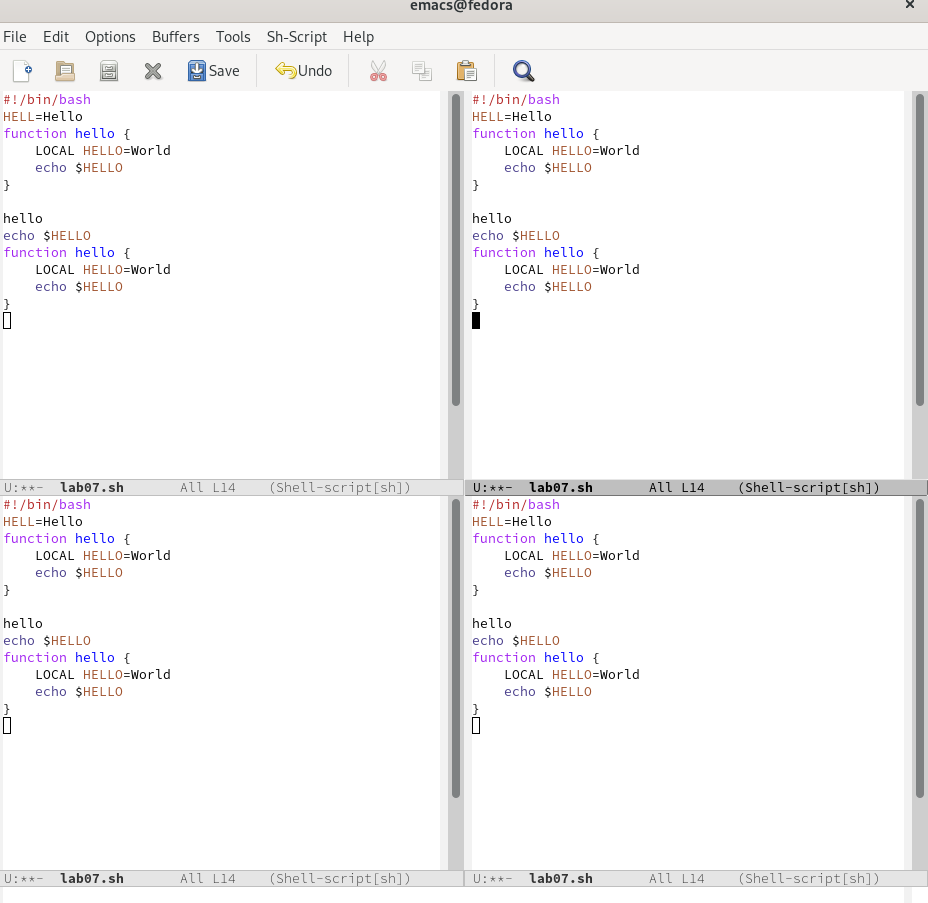 emacs@fedora ×
File Edit Options Buffers Tools Sh-Script Help
Save Undo
#!/bin/bash
HELL=Hello
function hello {
    LOCAL HELLO=World
    echo $HELLO
}
hello
echo $HELLO
function hello {
    LOCAL HELLO=World
    echo $HELLO
}
U:**- lab07.sh All L14 (Shell-script[sh])
#!/bin/bash
HELL=Hello
function hello {
    LOCAL HELLO=World
    echo $HELLO
}
hello
echo $HELLO
function hello {
    LOCAL HELLO=World
    echo $HELLO
}
U:**- lab07.sh All L14 (Shell-script[sh])
#!/bin/bash
HELL=Hello
function hello {
    LOCAL HELLO=World
    echo $HELLO
}
hello
echo $HELLO
function hello {
    LOCAL HELLO=World
    echo $HELLO
}
U:**- lab07.sh All L14 (Shell-script[sh])
#!/bin/bash
HELL=Hello
function hello {
    LOCAL HELLO=World
    echo $HELLO
}
hello
echo $HELLO
function hello {
    LOCAL HELLO=World
    echo $HELLO
}
U:**- lab07.sh All L14 (Shell-script[sh])